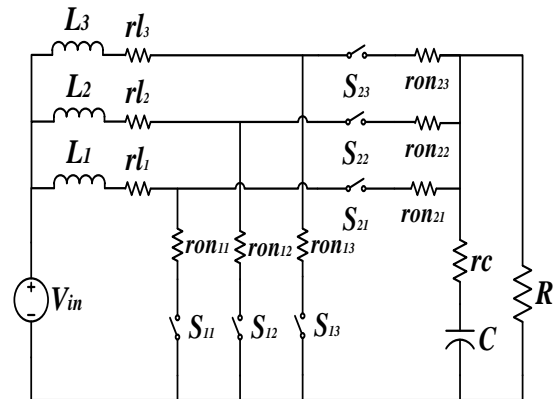 L3 rl3
S23 ron23
L2 rl2
S22 ron22
L1 rl1
S21 ron21
ron11 ron12 ron13
rc
R
+
Vin
−
S11 S12 S13
C